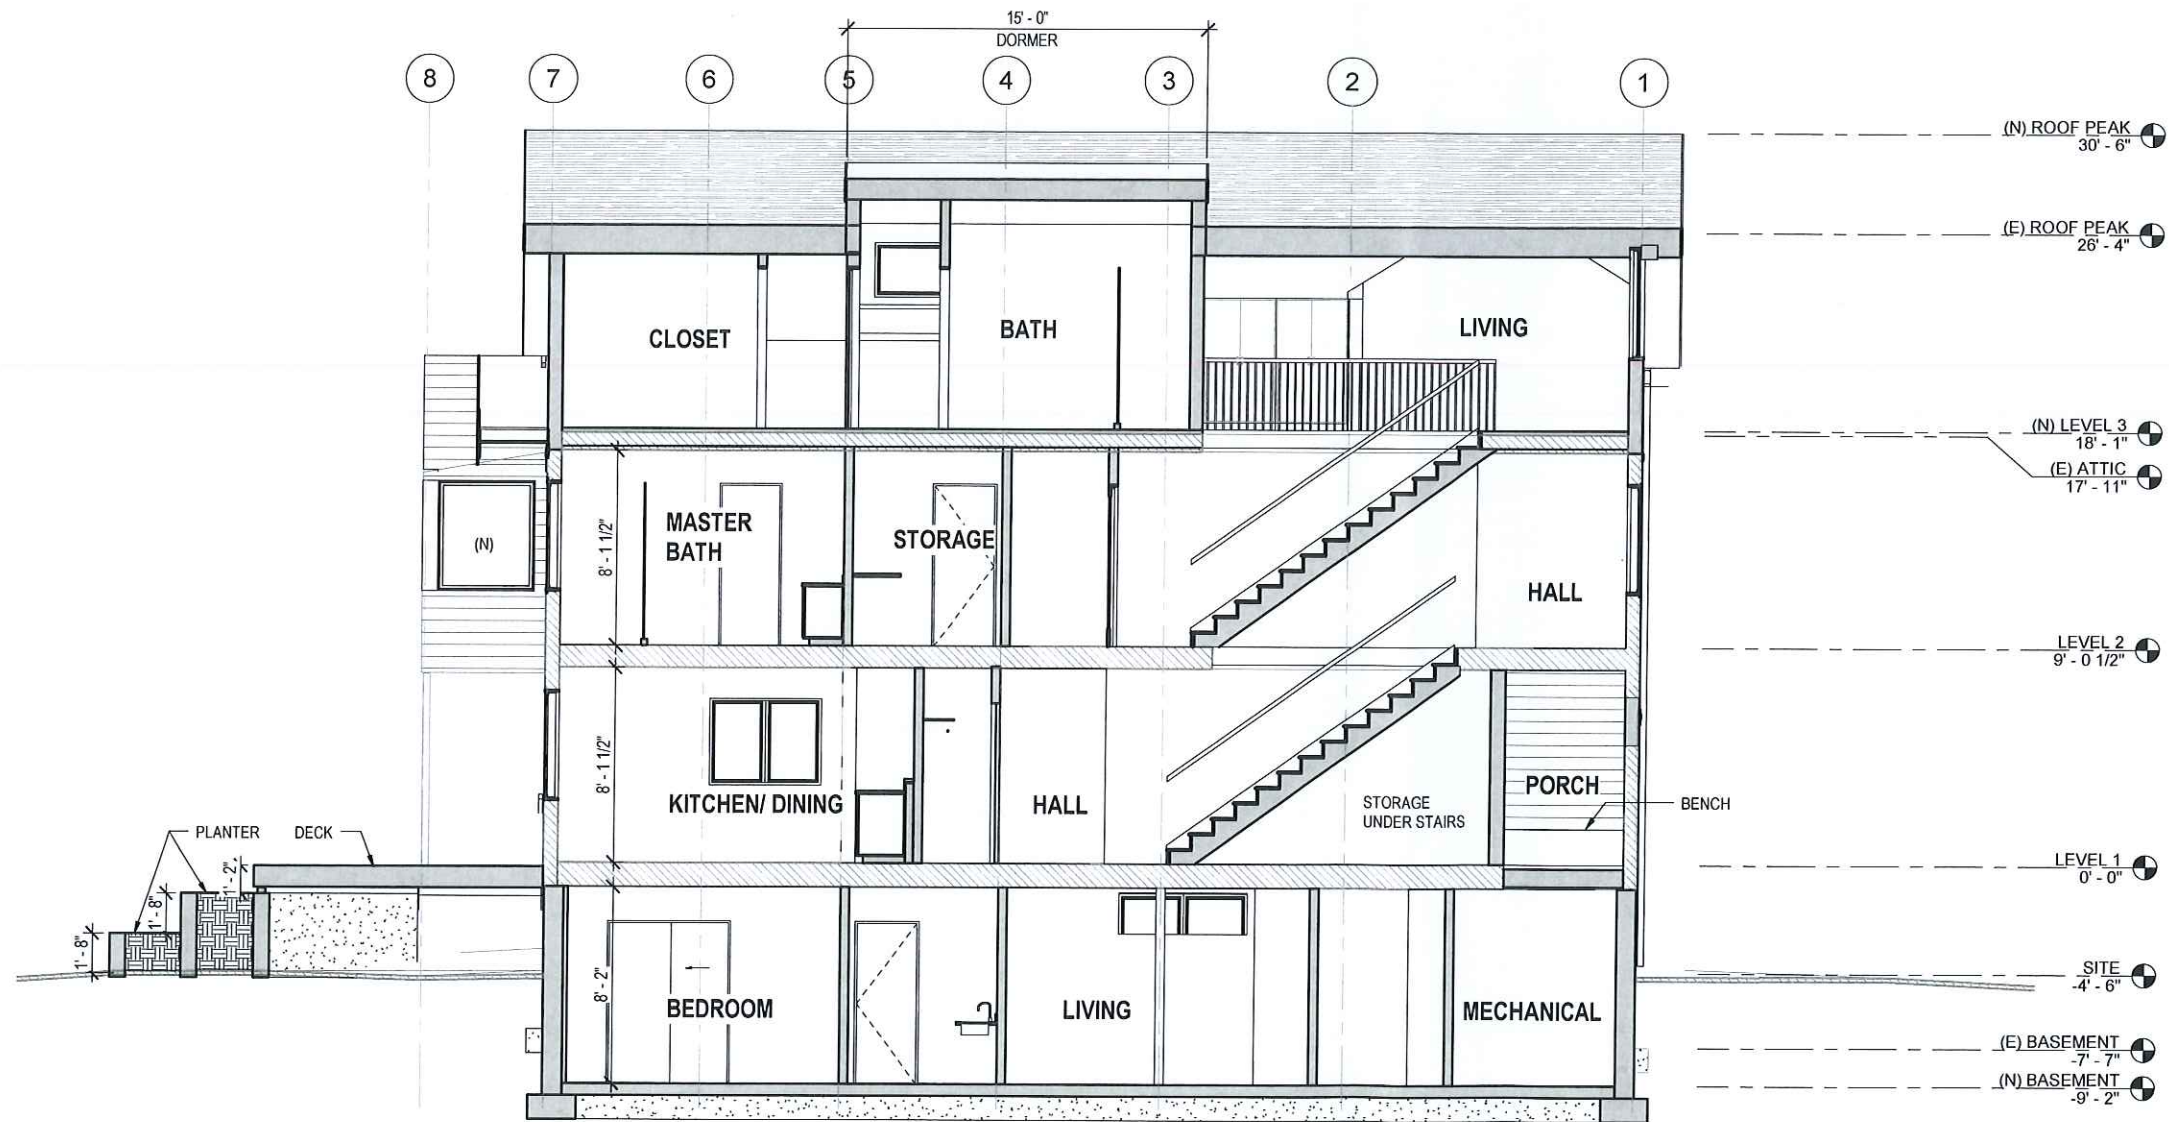 15' - 0"
DORMER
8
7
6
5
4
3
2
1
(N) ROOF PEAK
30' - 6"
(E) ROOF PEAK
26' - 4"
CLOSET
BATH
LIVING
(N) LEVEL 3
18' - 1"
(E) ATTIC
17' - 11"
8' - 1 1/2"
MASTER
BATH
STORAGE
(N)
HALL
LEVEL 2
9' - 0 1/2"
8' - 1 1/2"
KITCHEN/ DINING
HALL
STORAGE
UNDER STAIRS
PORCH
BENCH
PLANTER
DECK
LEVEL 1
0' - 0"
1' - 2"
1' - 8"
1' - 8"
8' - 2"
BEDROOM
LIVING
MECHANICAL
SITE
-4' - 6"
(E) BASEMENT
-7' - 7"
(N) BASEMENT
-9' - 2"